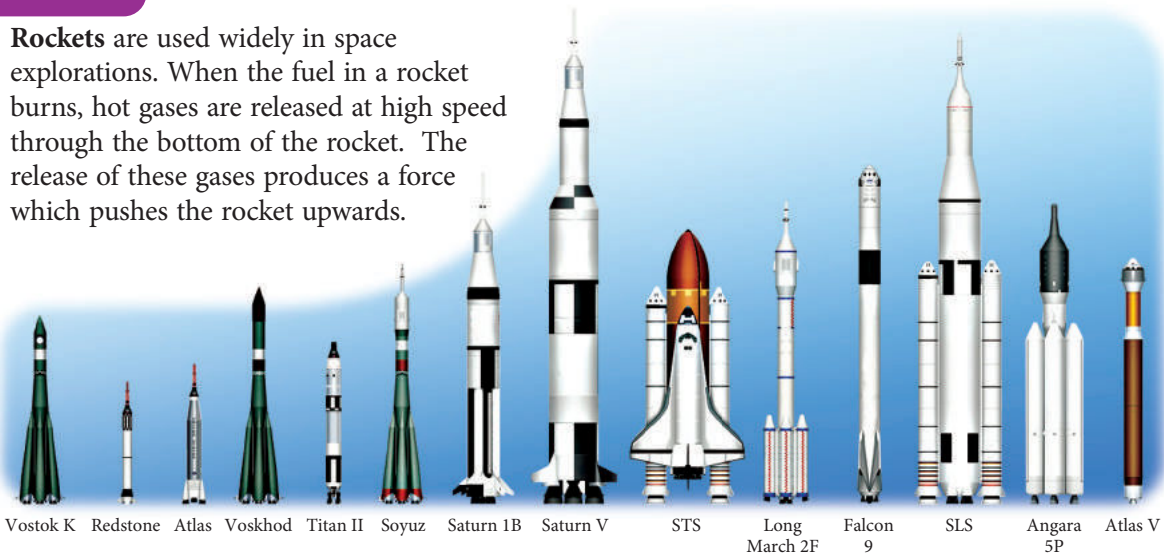 Rockets are used widely in space
explorations. When the fuel in a rocket
burns, hot gases are released at high speed
through the bottom of the rocket. The
release of these gases produces a force
which pushes the rocket upwards.
Vostok K
Redstone
Atlas
Voskhod
Titan II
Soyuz
Saturn 1B
Saturn V
STS
Long
March 2F
Falcon
9
SLS
Angara
5P
Atlas V